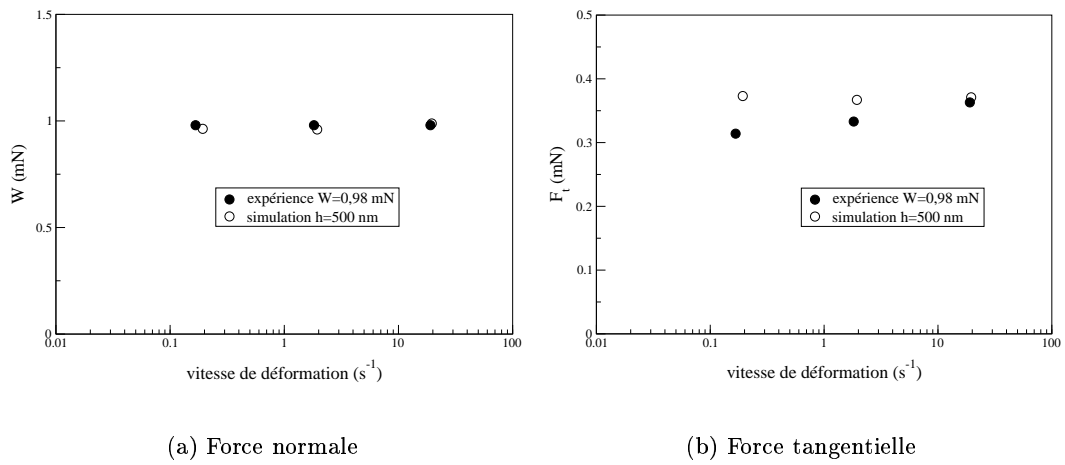 1.5
1
0.5
0
W (mN)
expérience W=0,98 mN
simulation h=500 nm
0.01 0.1 1 10 100
vitesse de déformation (s⁻¹)
(a) Force normale
0.5
0.4
0.3
0.2
0.1
0
F_t (mN)
expérience W=0,98 mN
simulation h=500 nm
0.01 0.1 1 10 100
vitesse de déformation (s⁻¹)
(b) Force tangentielle